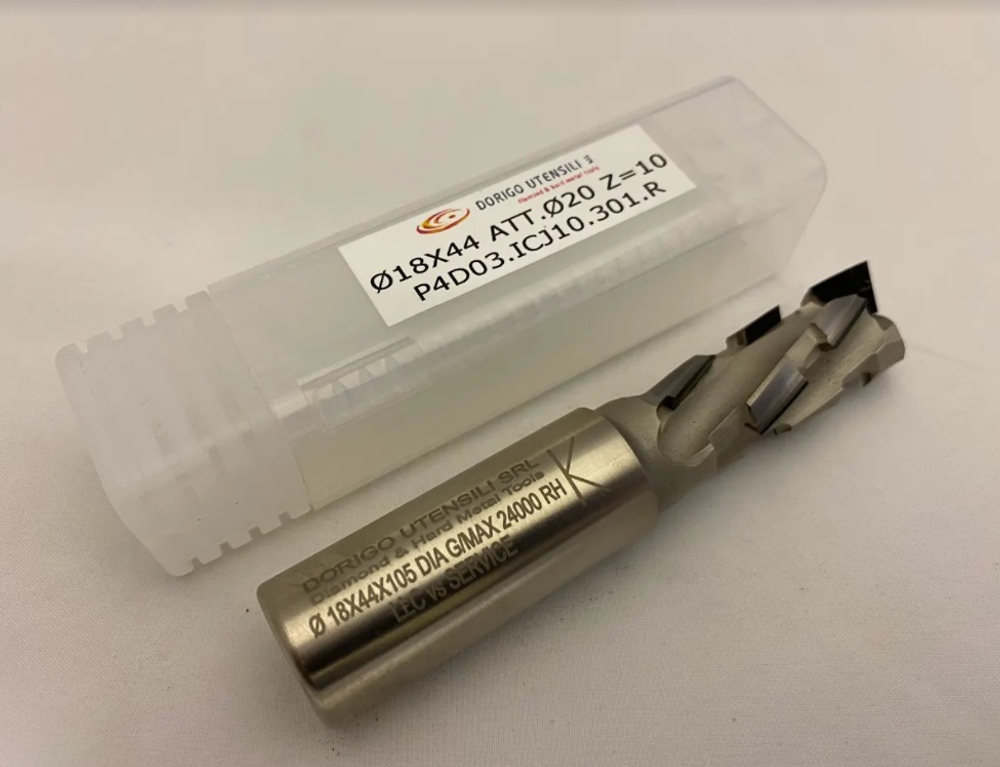 DORIGO UTENSILI SRL
diamond & hard metal tools
Ø18X44 ATT.Ø20 Z=10
P4D03.ICJ10.301.R
DORIGO UTENSILI SRL
Diamond & Hard Metal Tools
Ø 18X44X105 DIA G/MAX 24000 RH
LEC vs SERVICE
K